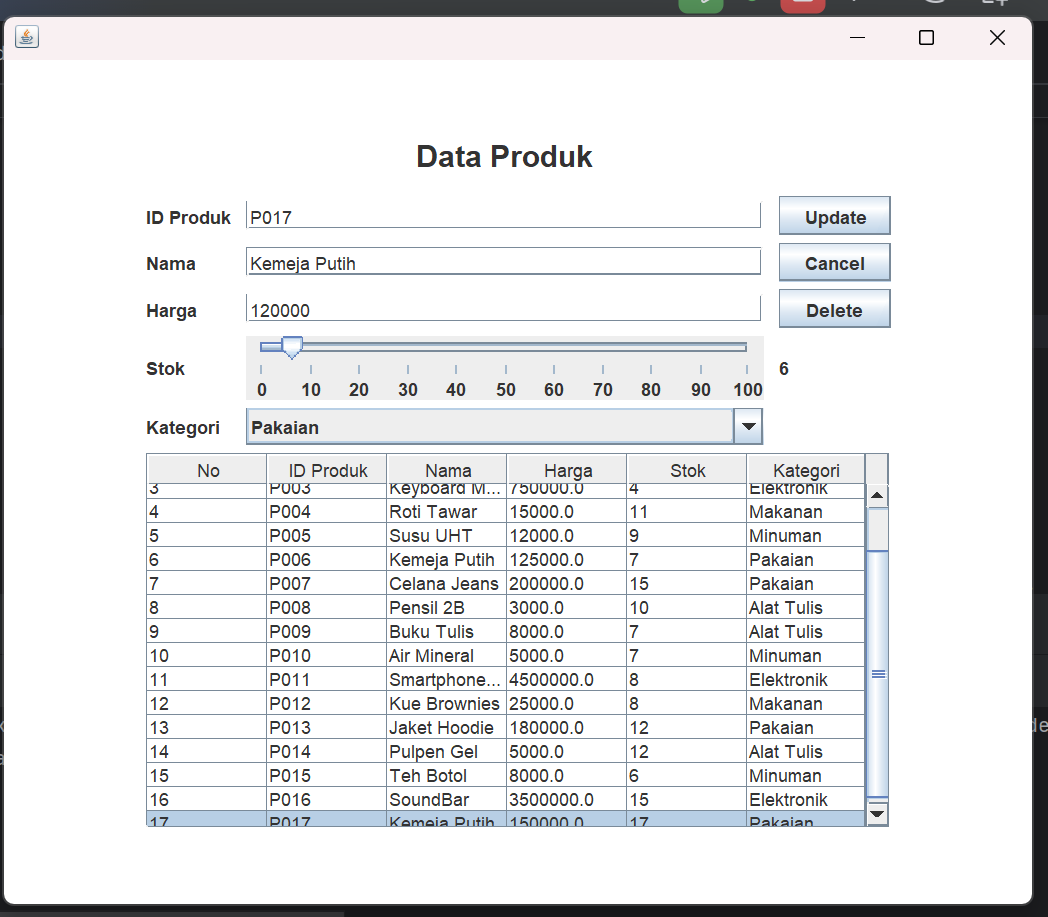 Data Produk
ID Produk P017 Update
Nama Kemeja Putih Cancel
Harga 120000 Delete
Stok 0 10 20 30 40 50 60 70 80 90 100 6
Kategori Pakaian
No ID Produk Nama Harga Stok Kategori
3 P003 Keyboard M... 750000.0 4 Elektronik
4 P004 Roti Tawar 15000.0 11 Makanan
5 P005 Susu UHT 12000.0 9 Minuman
6 P006 Kemeja Putih 125000.0 7 Pakaian
7 P007 Celana Jeans 200000.0 15 Pakaian
8 P008 Pensil 2B 3000.0 10 Alat Tulis
9 P009 Buku Tulis 8000.0 7 Alat Tulis
10 P010 Air Mineral 5000.0 7 Minuman
11 P011 Smartphone... 4500000.0 8 Elektronik
12 P012 Kue Brownies 25000.0 8 Makanan
13 P013 Jaket Hoodie 180000.0 12 Pakaian
14 P014 Pulpen Gel 5000.0 12 Alat Tulis
15 P015 Teh Botol 8000.0 6 Minuman
16 P016 SoundBar 3500000.0 15 Elektronik
17 P017 Kemeja Putih 150000.0 17 Pakaian